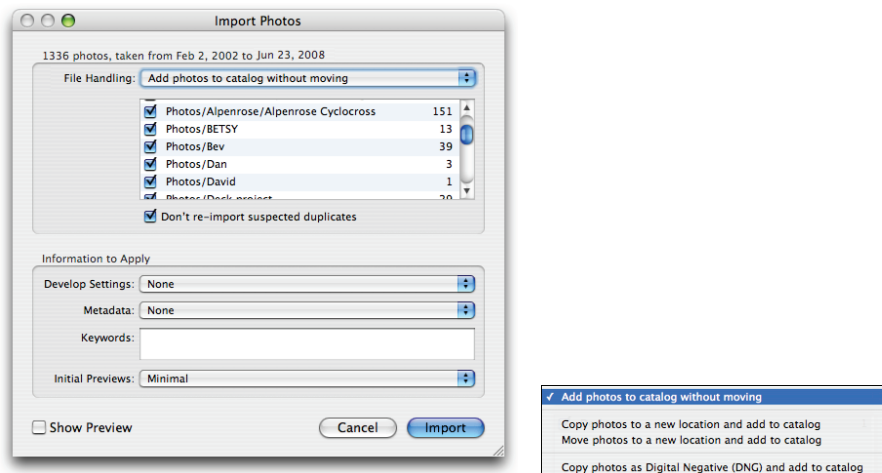 Import Photos
1336 photos, taken from Feb 2, 2002 to Jun 23, 2008
File Handling: Add photos to catalog without moving
Photos/Alpenrose/Alpenrose Cyclocross 151
Photos/BETSY 13
Photos/Bev 39
Photos/Dan 3
Photos/David 1
Photos/Deck project 29
Don't re-import suspected duplicates
Information to Apply
Develop Settings: None
Metadata: None
Keywords:
Initial Previews: Minimal
Show Preview Cancel Import
Add photos to catalog without moving
Copy photos to a new location and add to catalog
Move photos to a new location and add to catalog
Copy photos as Digital Negative (DNG) and add to catalog